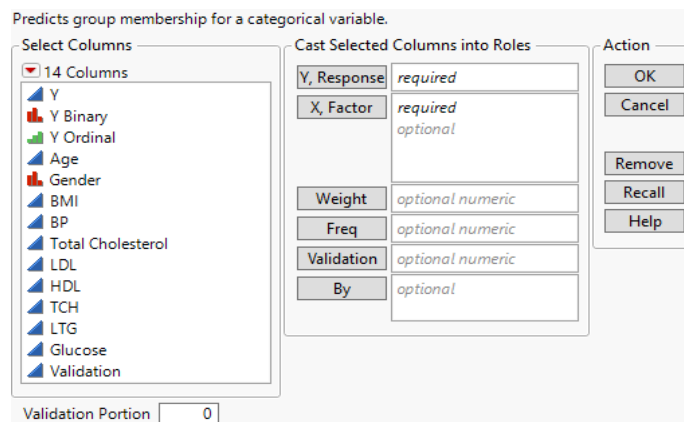 Predicts group membership for a categorical variable.
Select Columns
14 Columns
Y
Y Binary
Y Ordinal
Age
Gender
BMI
BP
Total Cholesterol
LDL
HDL
TCH
LTG
Glucose
Validation
Validation Portion 0
Cast Selected Columns into Roles
Y, Response required
X, Factor required
optional
Weight optional numeric
Freq optional numeric
Validation optional numeric
By optional
Action
OK
Cancel
Remove
Recall
Help